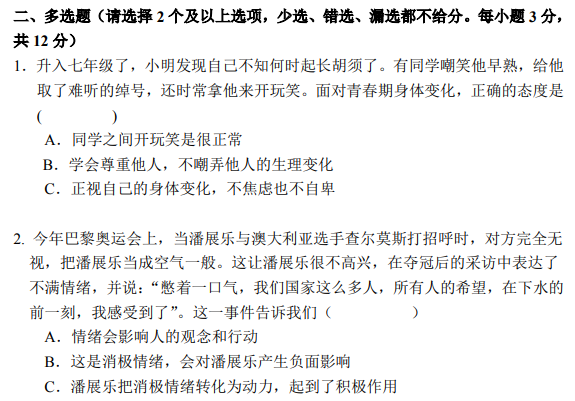 二、多选题（请选择 2 个及以上选项，少选、错选、漏选都不给分。每小题 3 分，
共 12 分）
1．升入七年级了，小明发现自己不知何时起长胡须了。有同学嘲笑他早熟，给他
取了难听的绰号，还时常拿他来开玩笑。面对青春期身体变化，正确的态度是
(          )
A．同学之间开玩笑是很正常
B．学会尊重他人，不嘲弄他人的生理变化
C．正视自己的身体变化，不焦虑也不自卑
2. 今年巴黎奥运会上，当潘展乐与澳大利亚选手查尔莫斯打招呼时，对方完全无
视，把潘展乐当成空气一般。这让潘展乐很不高兴，在夺冠后的采访中表达了
不满情绪，并说：“憋着一口气，我们国家这么多人，所有人的希望，在下水的
前一刻，我感受到了”。这一事件告诉我们（          ）
A．情绪会影响人的观念和行动
B．这是消极情绪，会对潘展乐产生负面影响
C．潘展乐把消极情绪转化为动力，起到了积极作用